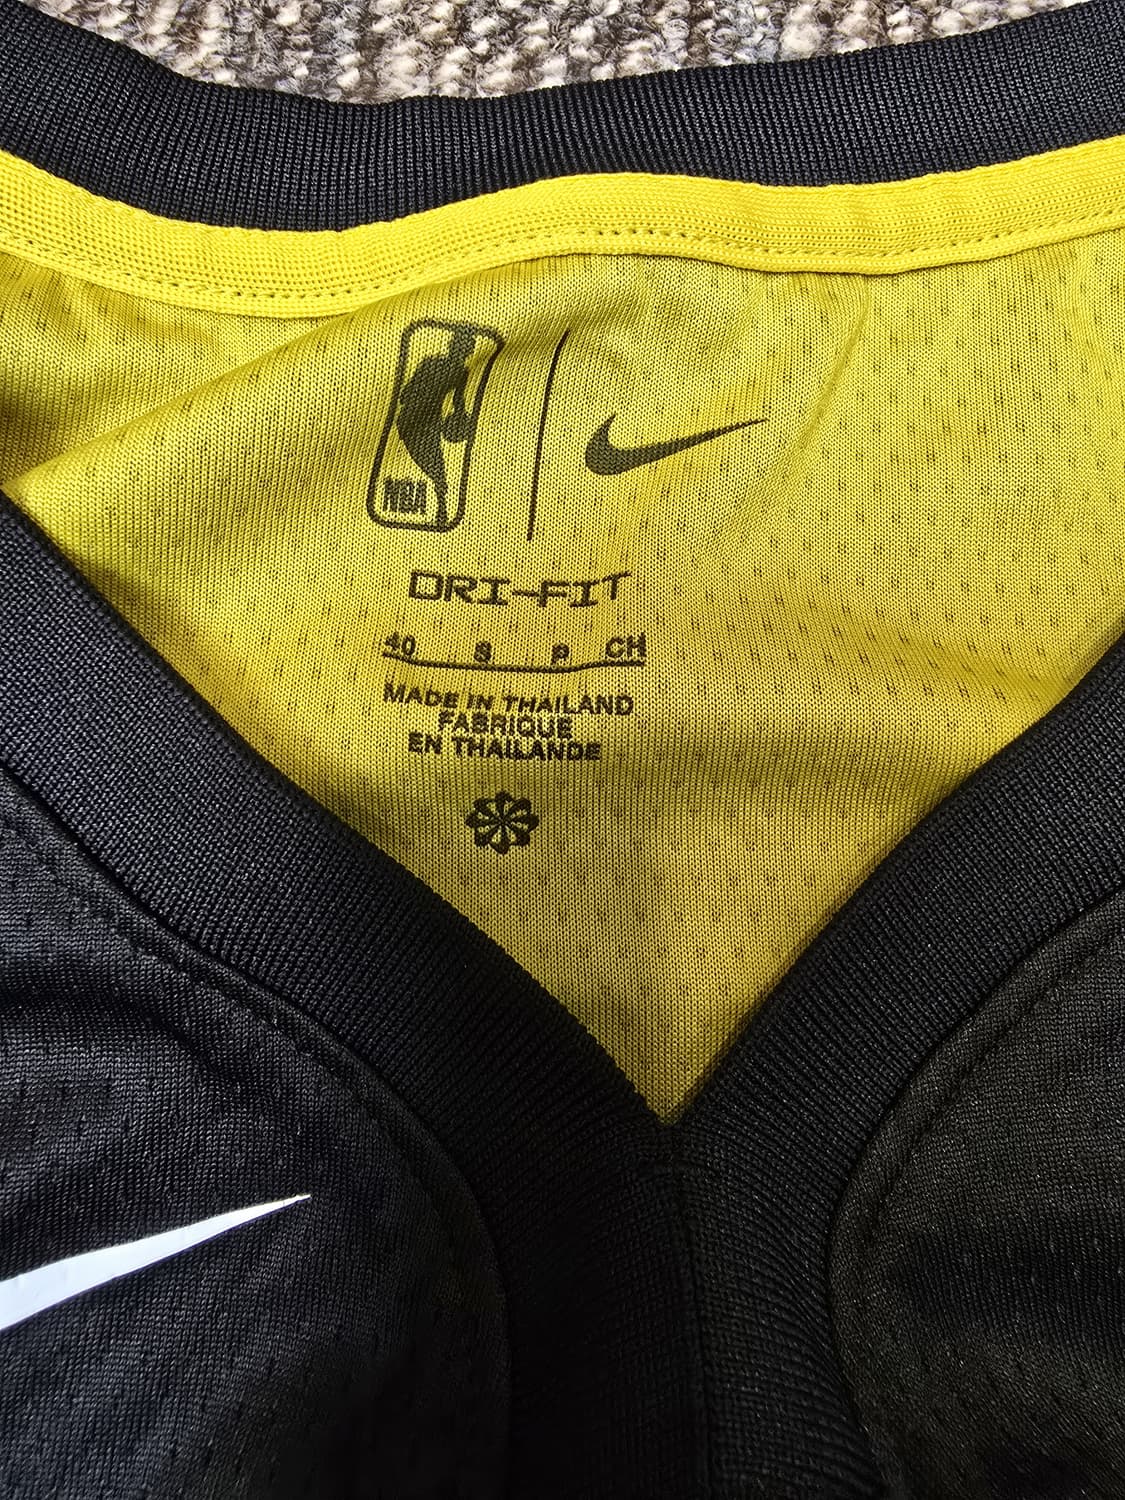 NBA
DRI-FIT
40 S P CH
MADE IN THAILAND
FABRIQUE
EN THAILANDE